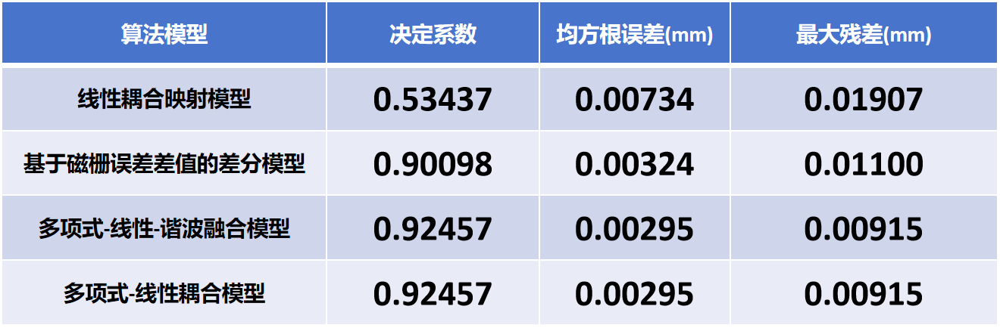 算法模型 决定系数 均方根误差(mm) 最大残差(mm)
线性耦合映射模型 0.53437 0.00734 0.01907
基于磁栅误差差值的差分模型 0.90098 0.00324 0.01100
多项式-线性-谐波融合模型 0.92457 0.00295 0.00915
多项式-线性耦合模型 0.92457 0.00295 0.00915